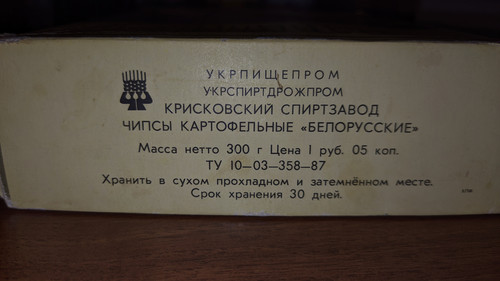 УКРПИЩЕПРОМ
УКРСПИРТДРОЖПРОМ
КРИСКОВСКИЙ СПИРТЗАВОД
ЧИПСЫ КАРТОФЕЛЬНЫЕ «БЕЛОРУССКИЕ»
Масса нетто 300 г Цена 1 руб. 05 коп.
ТУ 10—03—358—87
Хранить в сухом прохладном и затемнённом месте.
Срок хранения 30 дней.